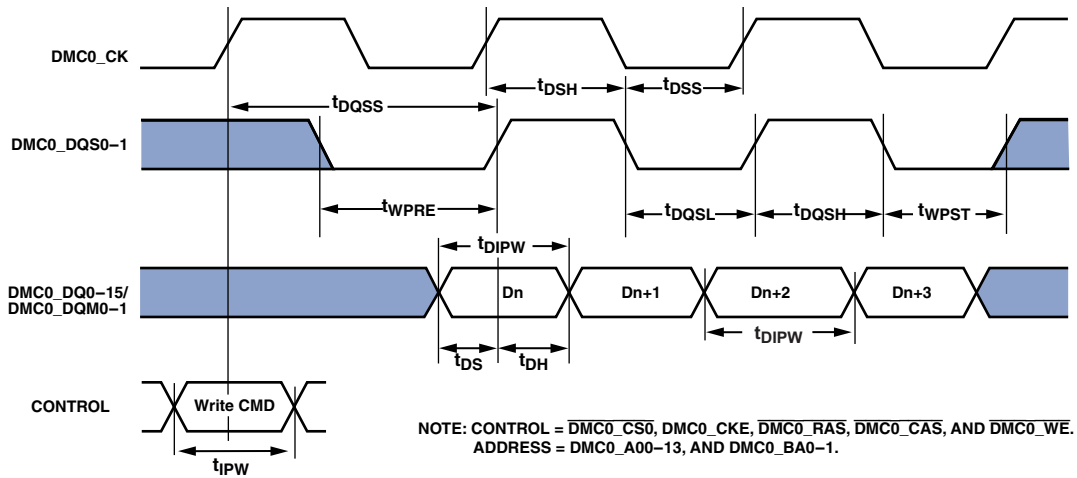 DMC0_CK
tDSH
tDSS
tDQSS
DMC0_DQS0–1
tWPRE
tDQSL
tDQSH
tWPST
tDIPW
DMC0_DQ0–15/
DMC0_DQM0–1
Dn
Dn+1
Dn+2
Dn+3
tDS
tDH
tDIPW
CONTROL
Write CMD
tIPW
NOTE: CONTROL = DMC0_CS0, DMC0_CKE, DMC0_RAS, DMC0_CAS, AND DMC0_WE.
ADDRESS = DMC0_A00–13, AND DMC0_BA0–1.